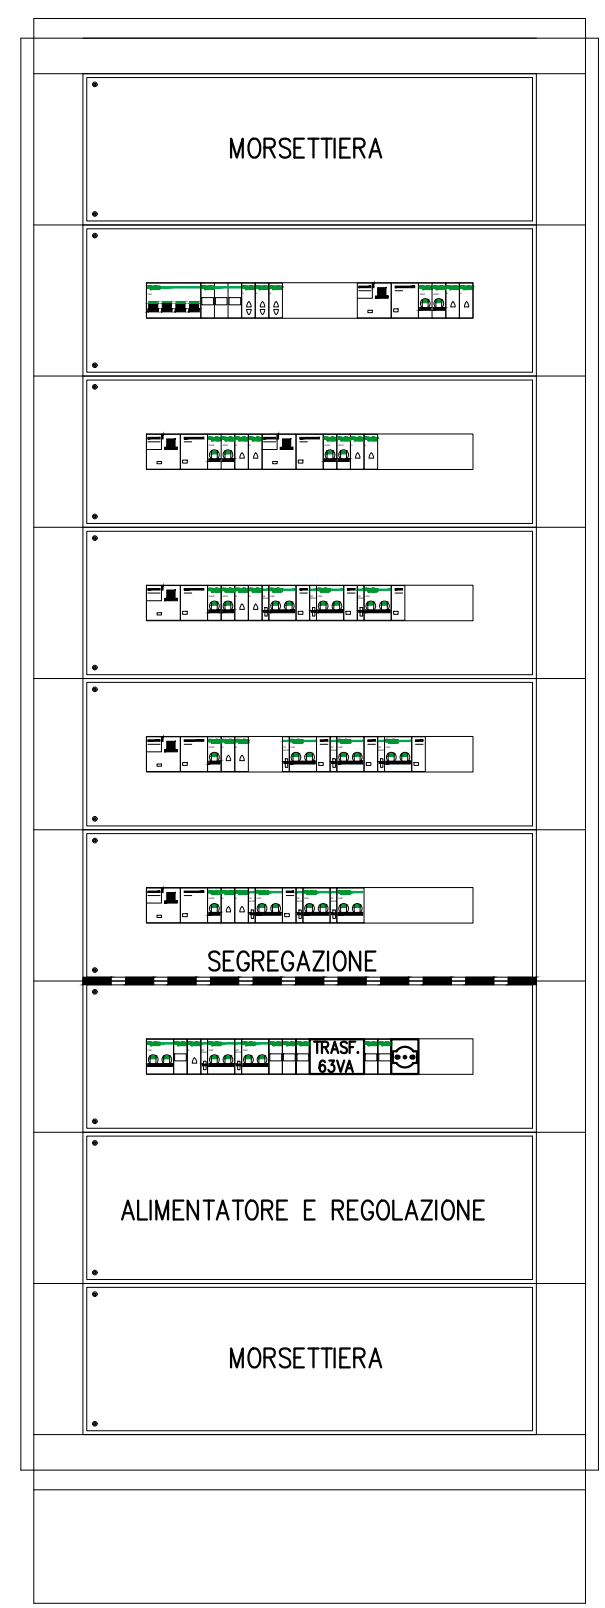 MORSETTIERA
SEGREGAZIONE
TRASF.
63VA
ALIMENTATORE E REGOLAZIONE
MORSETTIERA